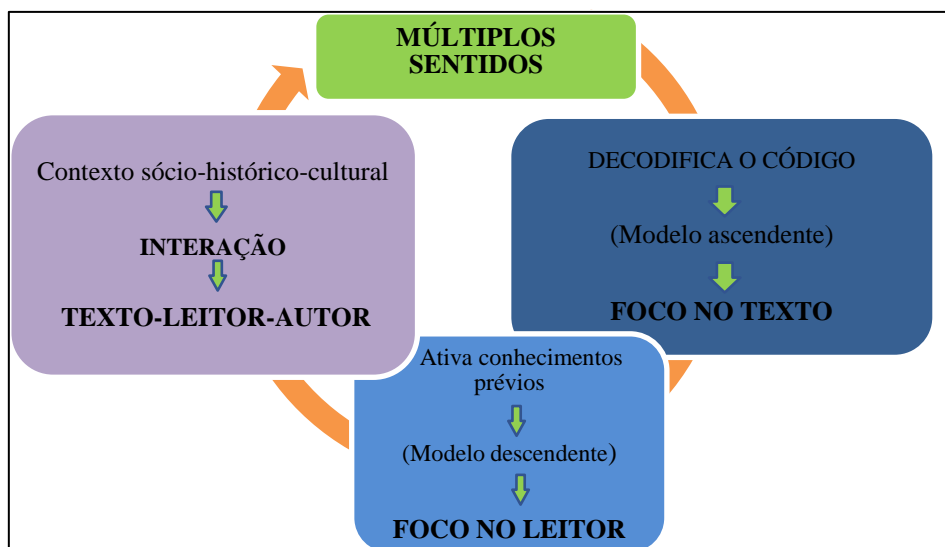 MÚLTIPLOS
SENTIDOS
DECODIFICA O CÓDIGO
(Modelo ascendente)
FOCO NO TEXTO
Ativa conhecimentos
prévios
(Modelo descendente)
FOCO NO LEITOR
Contexto sócio-histórico-cultural
INTERAÇÃO
TEXTO-LEITOR-AUTOR